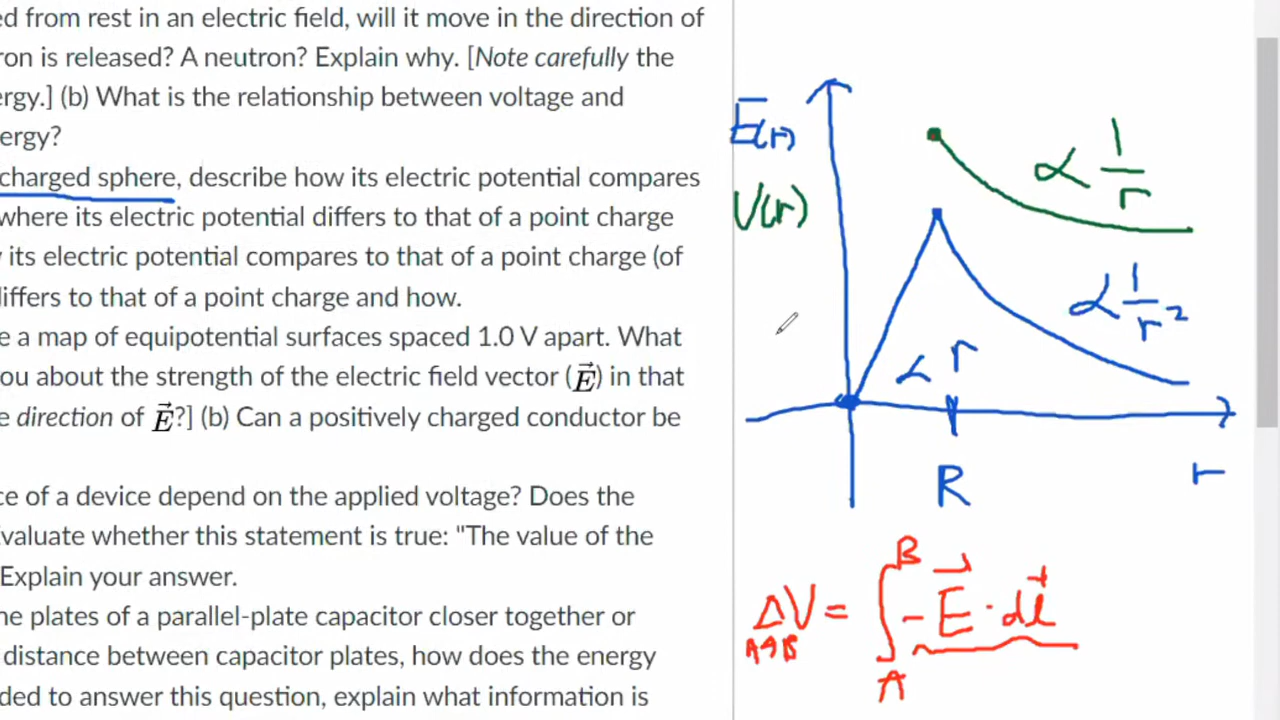 ed from rest in an electric field, will it move in the direction of
ron is released? A neutron? Explain why. [Note carefully the
ergy.] (b) What is the relationship between voltage and
ergy?
charged sphere, describe how its electric potential compares
where its electric potential differs to that of a point charge
its electric potential compares to that of a point charge (of
differs to that of a point charge and how.
e a map of equipotential surfaces spaced 1.0 V apart. What
ou about the strength of the electric field vector (E⃗) in that
e direction of E⃗?] (b) Can a positively charged conductor be
ce of a device depend on the applied voltage? Does the
Evaluate whether this statement is true: "The value of the
Explain your answer.
he plates of a parallel-plate capacitor closer together or
distance between capacitor plates, how does the energy
ded to answer this question, explain what information is
E(r)
V(r)
∝ 1/r
∝ 1/r²
∝ r
R
r
ΔV = ∫ -E⃗ · dl⃗
A→B
B
A